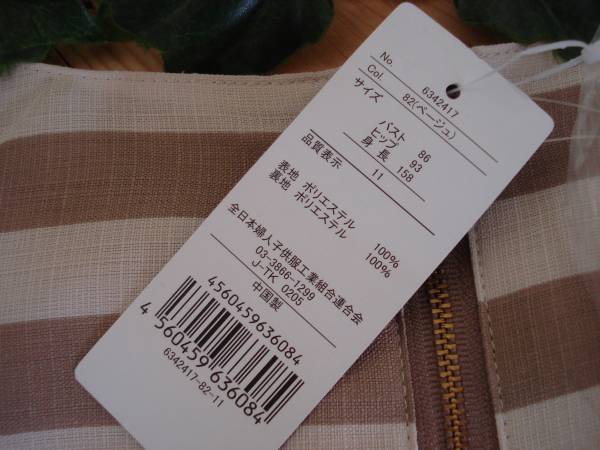 No. 6342417
Col. 82(ベージュ)
サイズ
バスト 86
ヒップ 93
身長 158
11
品質表示
表地 ポリエステル 100%
裏地 ポリエステル 100%
全日本婦人子供服工業組合連合会
03-3866-1299
J-TK 0205
中国製
4560459636084
4 560459 636084
6342417-82-11